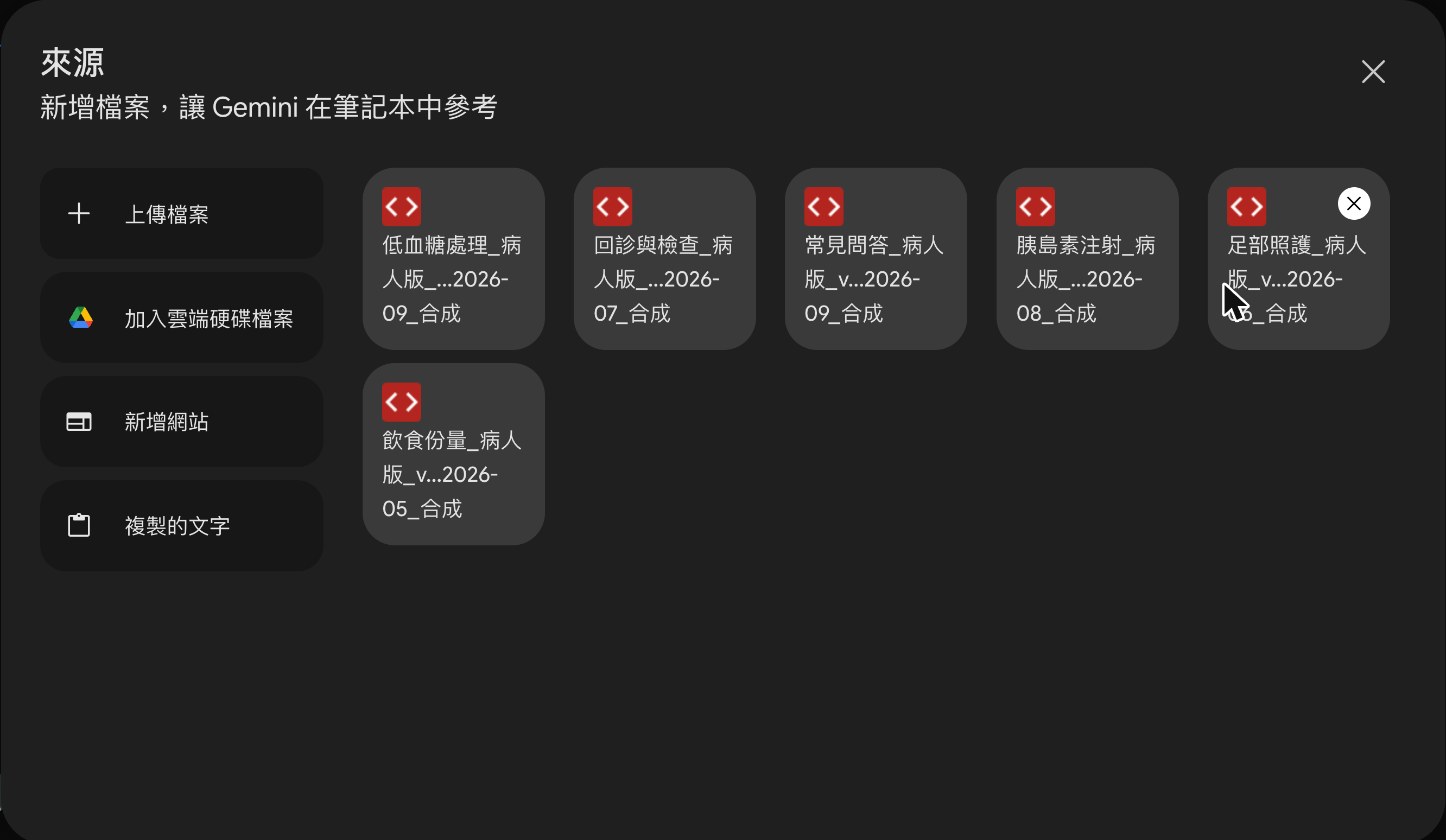 來源
新增檔案，讓 Gemini 在筆記本中參考
上傳檔案
加入雲端硬碟檔案
新增網站
複製的文字
低血糖處理_病
人版_...2026-
09_合成
回診與檢查_病
人版_...2026-
07_合成
常見問答_病人
版_v...2026-
09_合成
胰島素注射_病
人版_...2026-
08_合成
足部照護_病人
版_v...2026-
06_合成
飲食份量_病人
版_v...2026-
05_合成